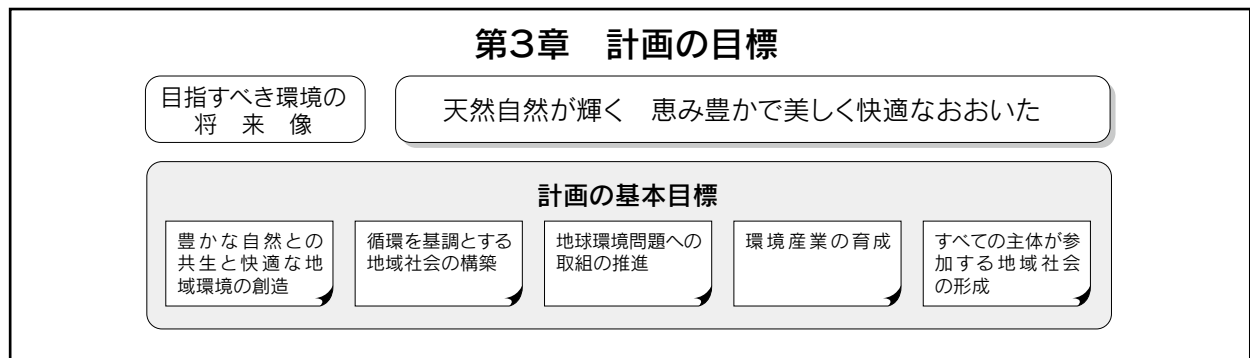 第3章　計画の目標
目指すべき環境の
将　来　像
天然自然が輝く　恵み豊かで美しく快適なおおいた
計画の基本目標
豊かな自然との
共生と快適な地
域環境の創造
循環を基調とする
地域社会の構築
地球環境問題への
取組の推進
環境産業の育成
すべての主体が参
加する地域社会
の形成